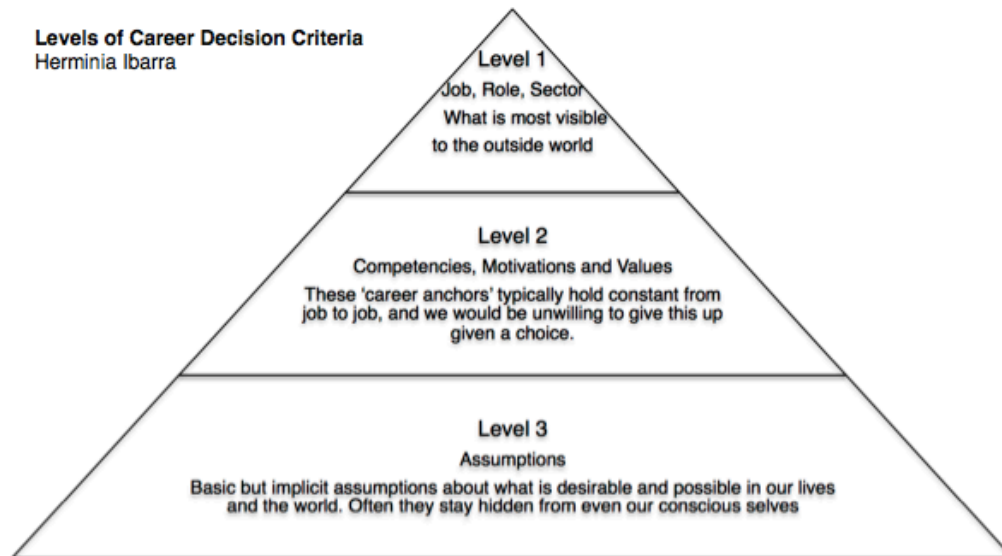 Levels of Career Decision Criteria
Herminia Ibarra
Level 1
Job, Role, Sector
What is most visible
to the outside world
Level 2
Competencies, Motivations and Values
These ‘career anchors’ typically hold constant from
job to job, and we would be unwilling to give this up
given a choice.
Level 3
Assumptions
Basic but implicit assumptions about what is desirable and possible in our lives
and the world. Often they stay hidden from even our conscious selves